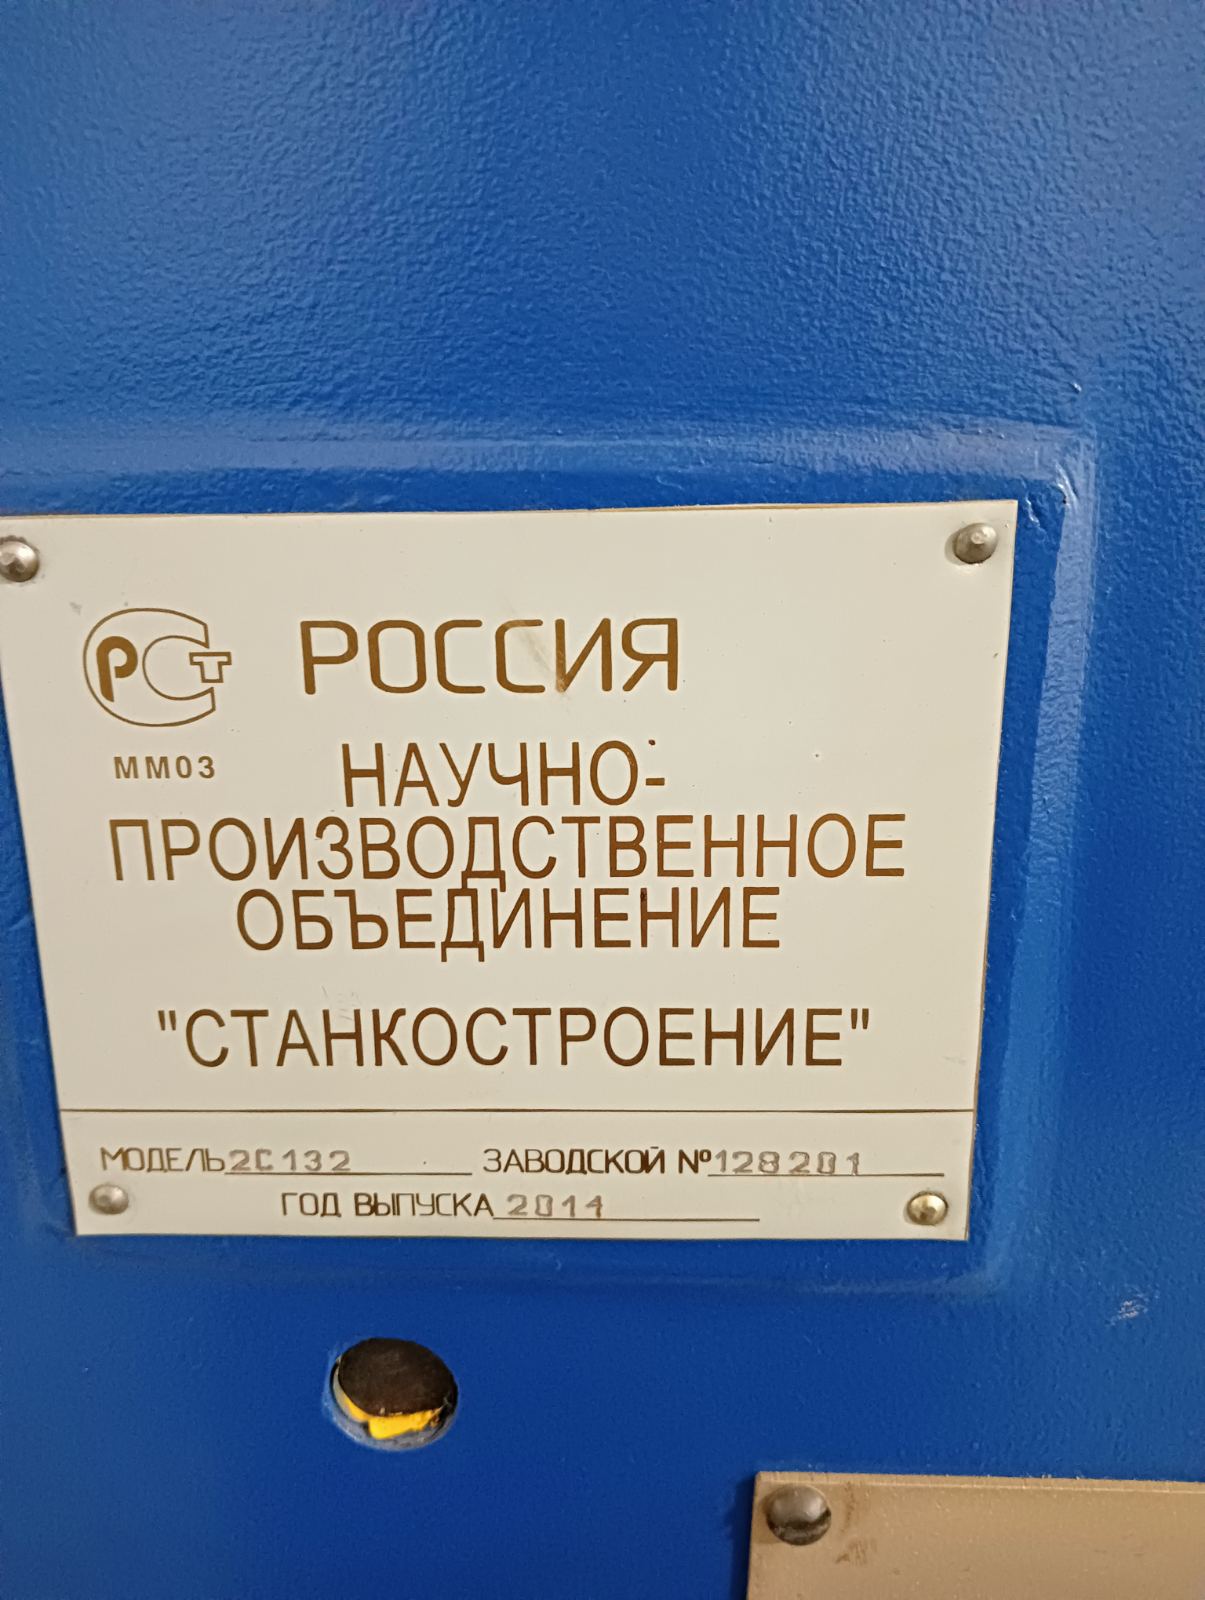 РСТ РОССИЯ
ММ03 НАУЧНО-
ПРОИЗВОДСТВЕННОЕ
ОБЪЕДИНЕНИЕ
"СТАНКОСТРОЕНИЕ"
МОДЕЛЬ 2С132 ЗАВОДСКОЙ № 128201
ГОД ВЫПУСКА 2014